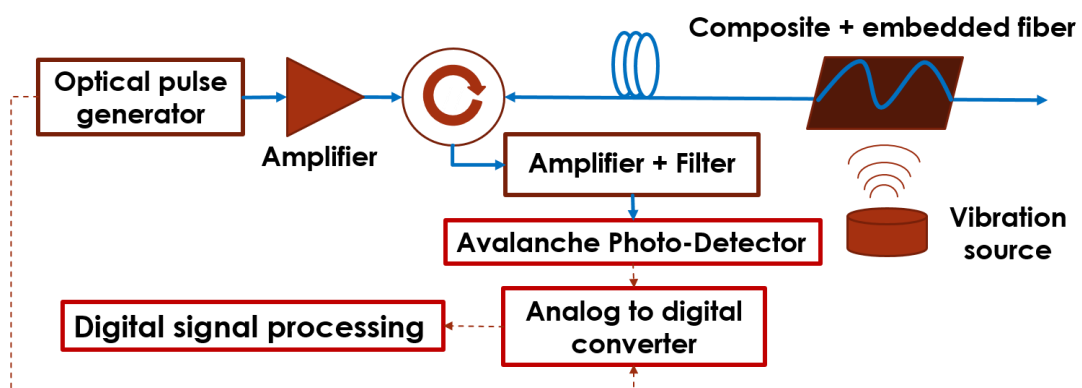 Composite + embedded fiber
Optical pulse
generator
Amplifier
Amplifier + Filter
Vibration
source
Avalanche Photo-Detector
Analog to digital
converter
Digital signal processing